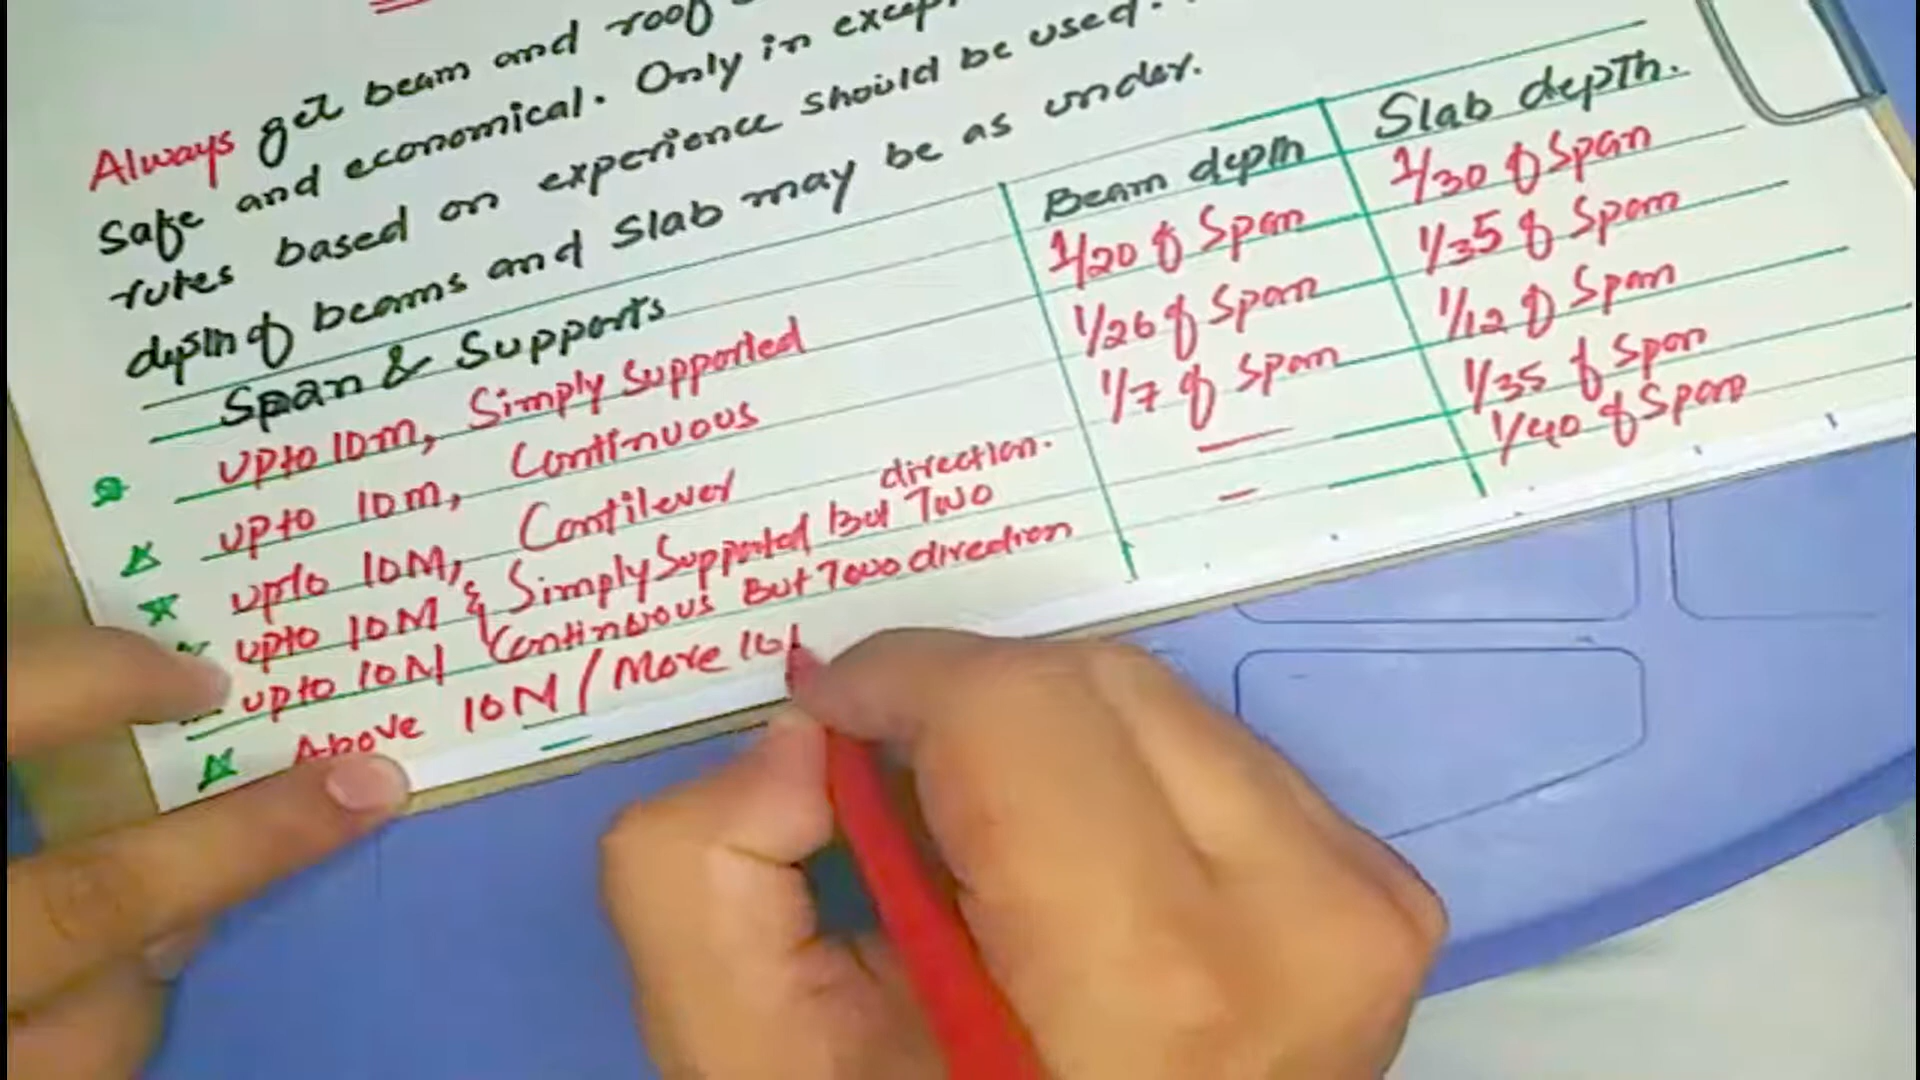 Always get beam and roof
Safe and economical. Only in excep
rules based on experience should be used.
depth of beams and Slab may be as under.
Span & Supports Beam depth Slab depth.
upto 10m, Simply Supported 1/20 of Span 1/30 of Span
upto 10m, Continuous 1/26 of Span 1/35 of Span
upto 10M, Cantilever 1/7 of Span 1/12 of Span
direction.
upto 10M & Simply Supported But Two — 1/35 of Span
upto 10M Continuous But Two direction — 1/40 of Span
Above 10M / More 10